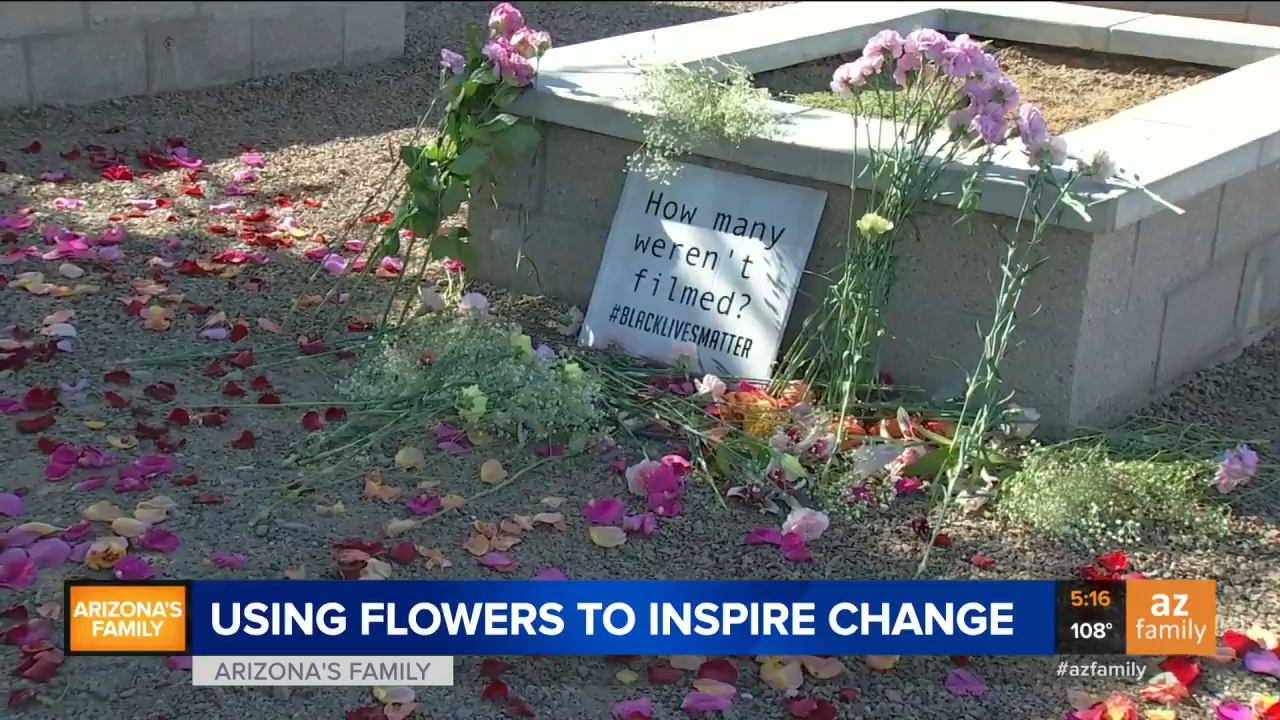 How many
weren't
filmed?
#BLACKLIVESMATTER
ARIZONA'S
FAMILY
USING FLOWERS TO INSPIRE CHANGE
5:16
108°
az
family
ARIZONA'S FAMILY
#azfamily